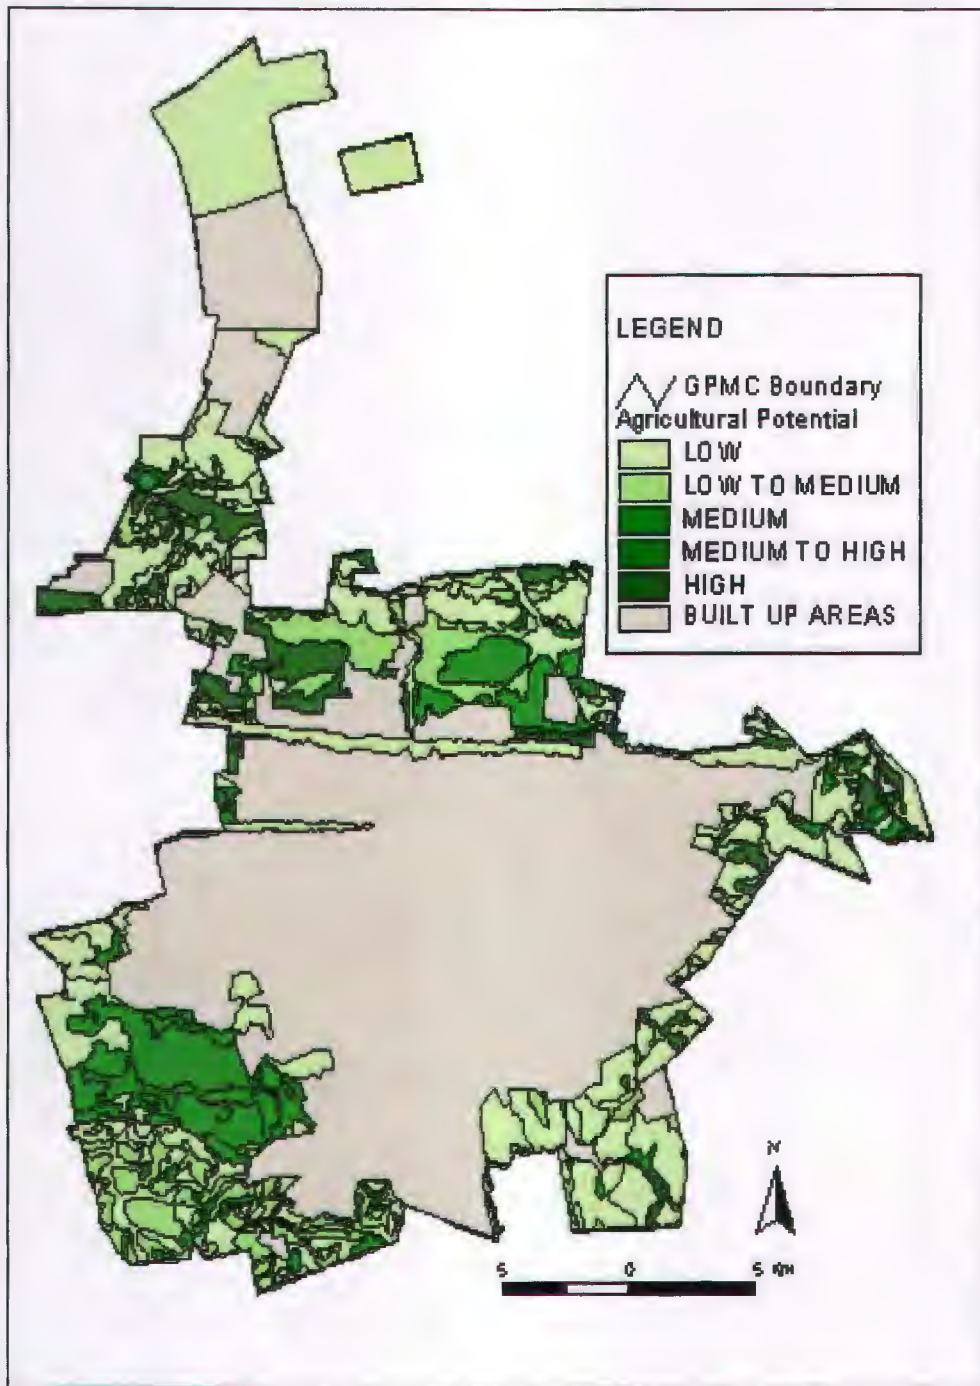 LEGEND
GPMC Boundary
Agricultural Potential
LOW
LOW TO MEDIUM
MEDIUM
MEDIUM TO HIGH
HIGH
BUILT UP AREAS
N
5 0 5 Km